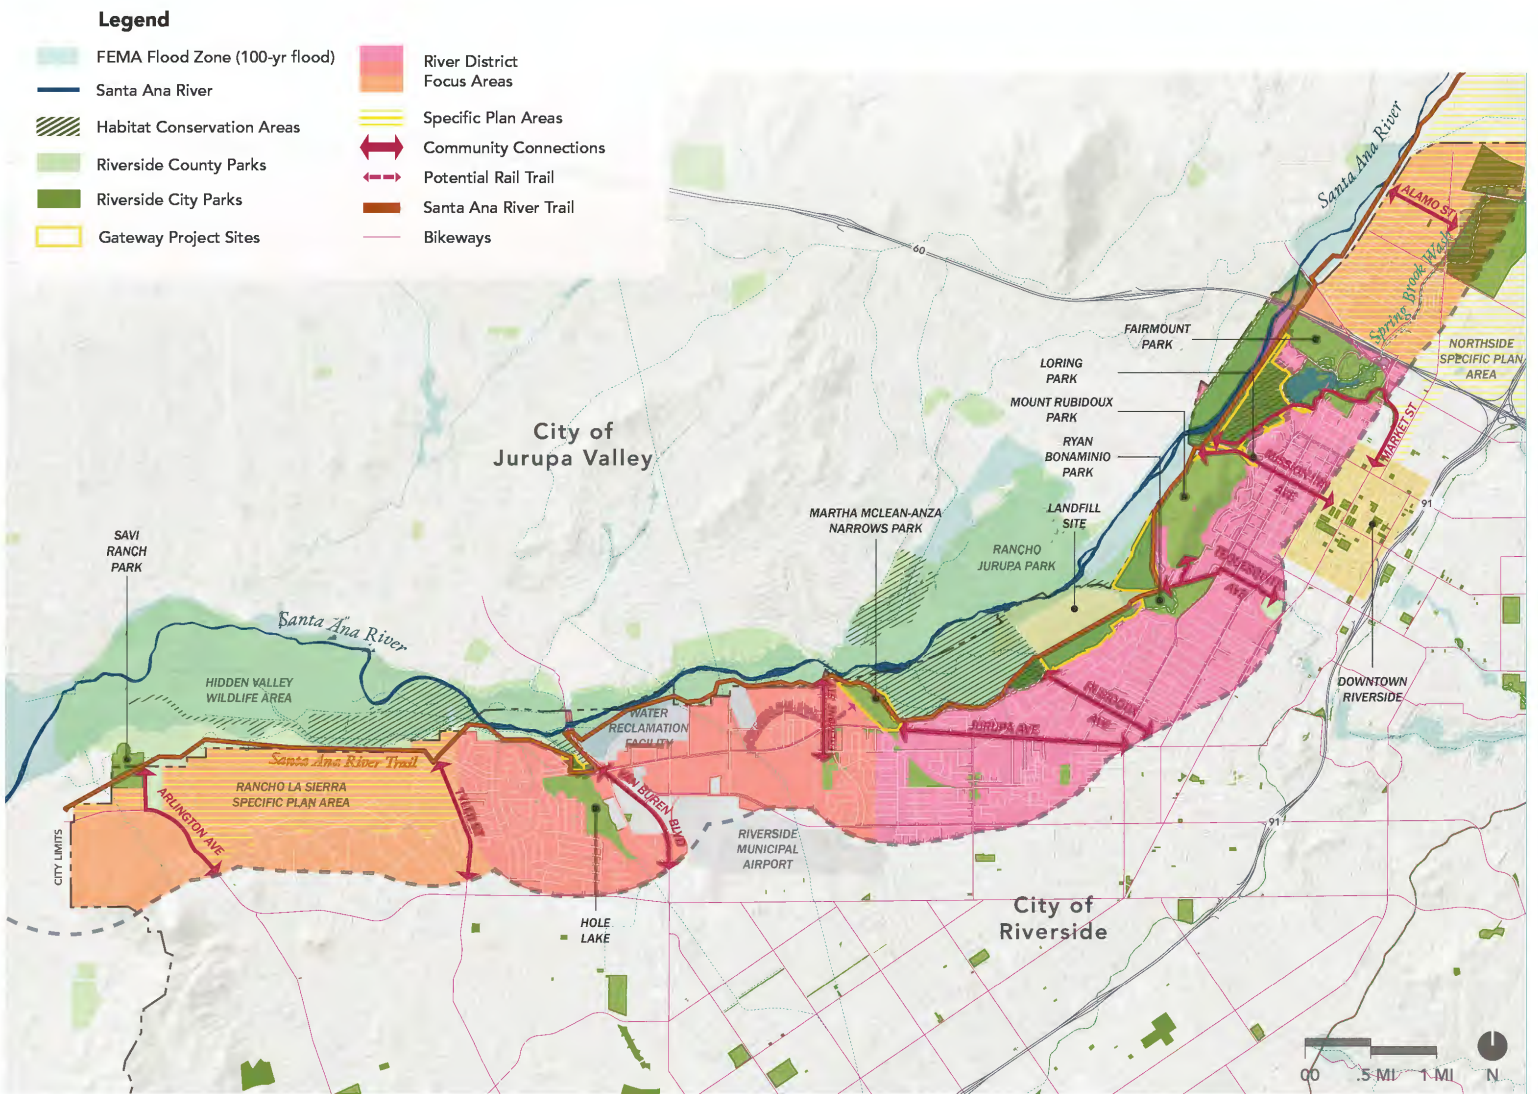 Legend
FEMA Flood Zone (100-yr flood)
Santa Ana River
Habitat Conservation Areas
Riverside County Parks
Riverside City Parks
Gateway Project Sites
River District
Focus Areas
Specific Plan Areas
Community Connections
Potential Rail Trail
Santa Ana River Trail
Bikeways
Santa Ana River
ALAMO ST
Spring Brook Wash
60
NORTHSIDE
SPECIFIC PLAN
AREA
FAIRMOUNT
PARK
LORING
PARK
MOUNT RUBIDOUX
PARK
RYAN
BONAMINIO
PARK
MARKET ST
MISSION INN
AVE
91
City of
Jurupa Valley
MARTHA MCLEAN-ANZA
NARROWS PARK
LANDFILL
SITE
RANCHO
JURUPA PARK
TEQUESQUITE
AVE
SAVI
RANCH
PARK
Santa Ana River
HIDDEN VALLEY
WILDLIFE AREA
DOWNTOWN
RIVERSIDE
AVE
JURUPA AVE
WATER
RECLAMATION
FACILITY
Santa Ana River Trail
RANCHO LA SIERRA
SPECIFIC PLAN AREA
ARLINGTON AVE
TYLER ST
VAN BUREN BLVD
CITY LIMITS
RIVERSIDE
MUNICIPAL
AIRPORT
91
HOLE
LAKE
City of
Riverside
00 .5 MI 1 MI N